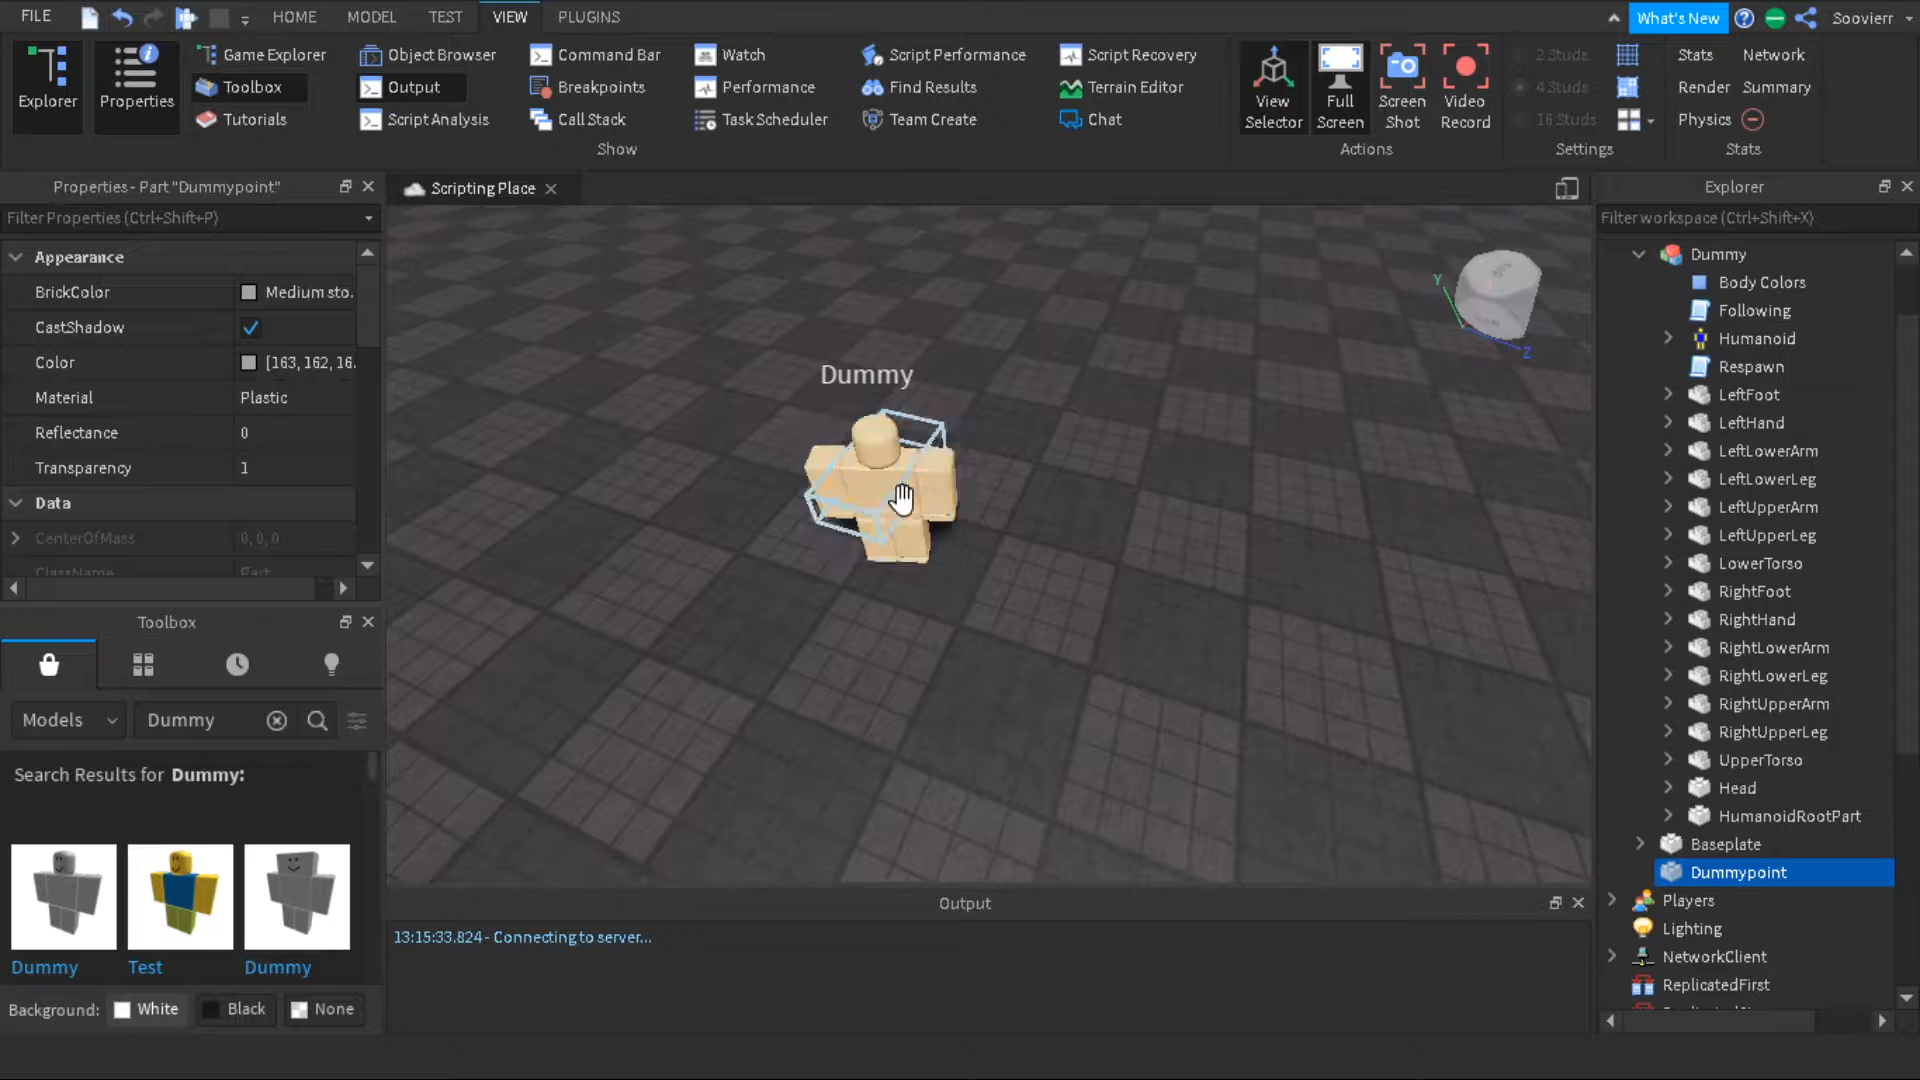 FILE
HOME
MODEL
TEST
VIEW
PLUGINS
What's New
Soovierr
Explorer
Properties
Game Explorer
Toolbox
Tutorials
Object Browser
Output
Script Analysis
Command Bar
Breakpoints
Call Stack
Watch
Performance
Task Scheduler
Script Performance
Find Results
Team Create
Script Recovery
Terrain Editor
Chat
Show
View
Selector
Full
Screen
Screen
Shot
Video
Record
Actions
2 Studs
4 Studs
16 Studs
Settings
Stats
Network
Render
Summary
Physics
Stats
Properties - Part "Dummypoint"
Filter Properties (Ctrl+Shift+P)
Appearance
BrickColor
Medium sto.
CastShadow
Color
[163, 162, 16.
Material
Plastic
Reflectance
0
Transparency
1
Data
CenterOfMass
0, 0, 0
ClassName
Part
Toolbox
Models
Dummy
Search Results for Dummy:
Dummy
Test
Dummy
Background:
White
Black
None
Scripting Place
Dummy
Y
Z
Output
13:15:33.824 - Connecting to server...
Explorer
Filter workspace (Ctrl+Shift+X)
Dummy
Body Colors
Following
Humanoid
Respawn
LeftFoot
LeftHand
LeftLowerArm
LeftLowerLeg
LeftUpperArm
LeftUpperLeg
LowerTorso
RightFoot
RightHand
RightLowerArm
RightLowerLeg
RightUpperArm
RightUpperLeg
UpperTorso
Head
HumanoidRootPart
Baseplate
Dummypoint
Players
Lighting
NetworkClient
ReplicatedFirst